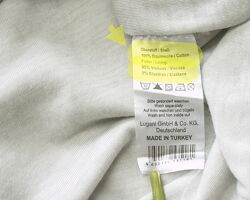 Oberstoff / Shell
100% Baumwolle / Cotton
Futter / Lining
95% Viskose / Viscose
5% Elasthan / Elastane
Bitte gesondert waschen
Wash separately
Auf links waschen und bügeln
Wash and iron inside out
Lugani GmbH & Co. KG,
Deutschland
MADE IN TURKEY